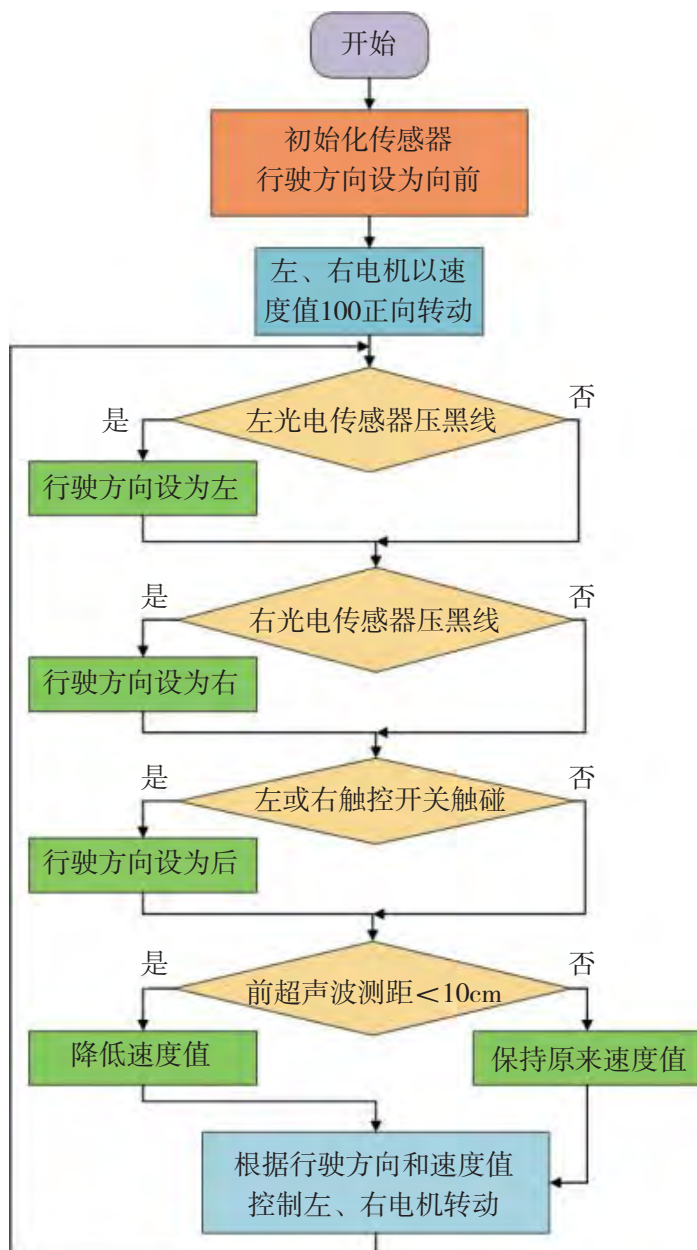 开始
初始化传感器
行驶方向设为向前
左、右电机以速
度值100正向转动
左光电传感器压黑线
是
否
行驶方向设为左
右光电传感器压黑线
是
否
行驶方向设为右
左或右触控开关触碰
是
否
行驶方向设为后
前超声波测距＜10cm
是
否
降低速度值
保持原来速度值
根据行驶方向和速度值
控制左、右电机转动